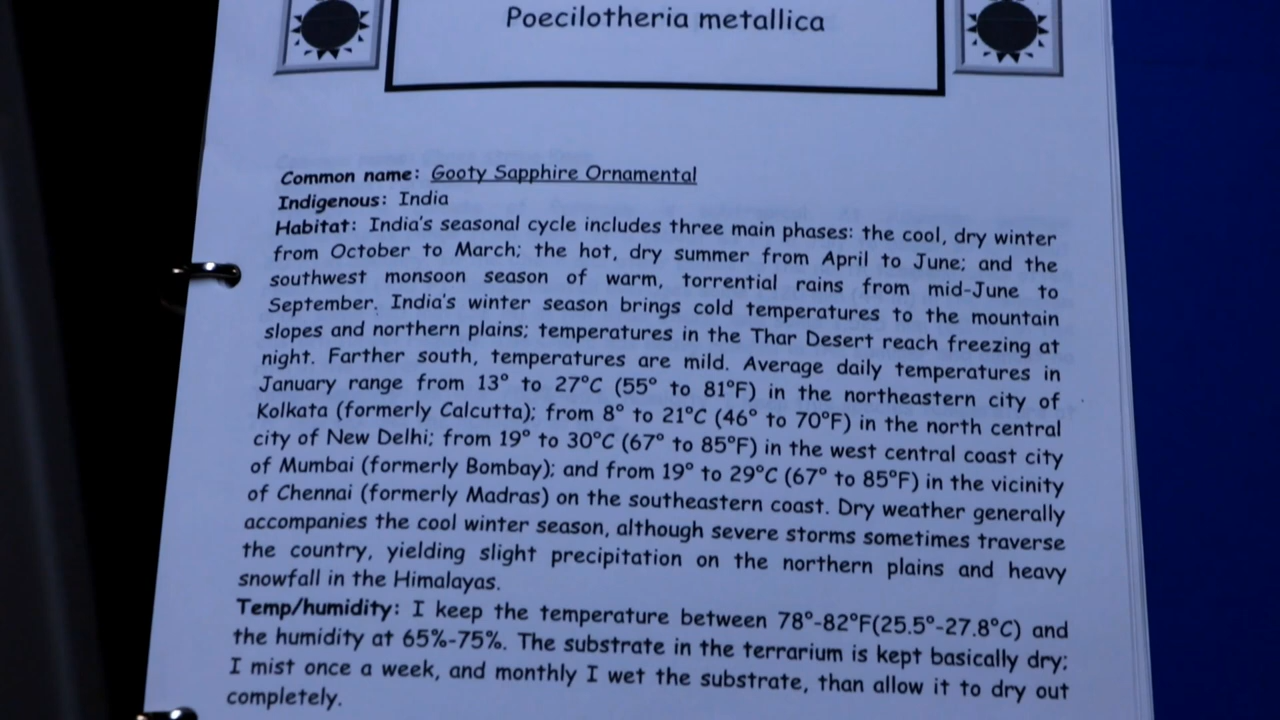 Poecilotheria metallica
Common name: Gooty Sapphire Ornamental
Indigenous: India
Habitat: India's seasonal cycle includes three main phases: the cool, dry winter
from October to March; the hot, dry summer from April to June; and the
southwest monsoon season of warm, torrential rains from mid-June to
September. India's winter season brings cold temperatures to the mountain
slopes and northern plains; temperatures in the Thar Desert reach freezing at
night. Farther south, temperatures are mild. Average daily temperatures in
January range from 13° to 27°C (55° to 81°F) in the northeastern city of
Kolkata (formerly Calcutta); from 8° to 21°C (46° to 70°F) in the north central
city of New Delhi; from 19° to 30°C (67° to 85°F) in the west central coast city
of Mumbai (formerly Bombay); and from 19° to 29°C (67° to 85°F) in the vicinity
of Chennai (formerly Madras) on the southeastern coast. Dry weather generally
accompanies the cool winter season, although severe storms sometimes traverse
the country, yielding slight precipitation on the northern plains and heavy
snowfall in the Himalayas.
Temp/humidity: I keep the temperature between 78°-82°F(25.5°-27.8°C) and
the humidity at 65%-75%. The substrate in the terrarium is kept basically dry;
I mist once a week, and monthly I wet the substrate, than allow it to dry out
completely.